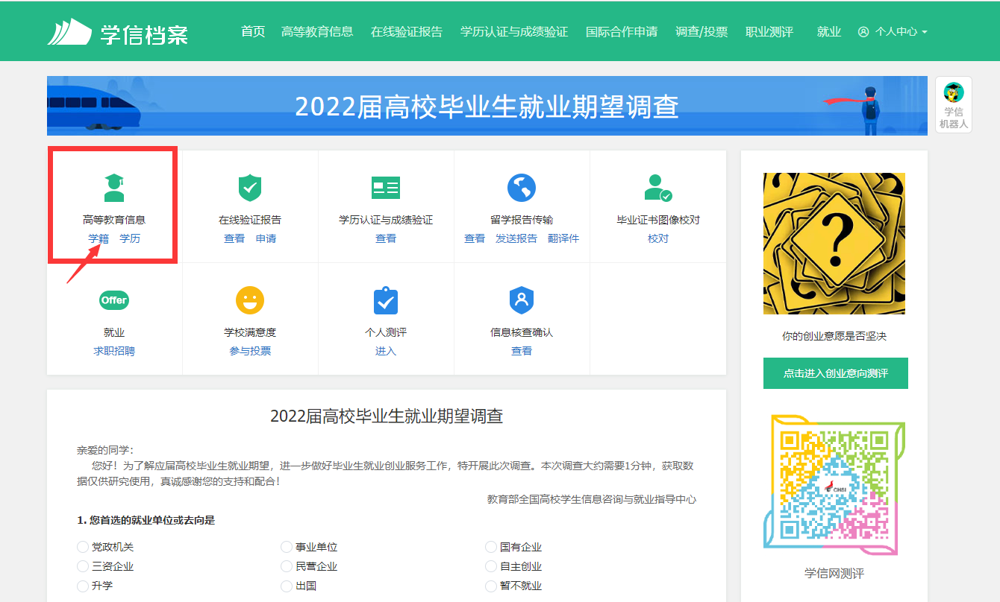 学信档案
首页 高等教育信息 在线验证报告 学历认证与成绩验证 国际合作申请 调查/投票 职业测评 就业 个人中心
2022届高校毕业生就业期望调查
学信
机器人
高等教育信息
学籍 学历
在线验证报告
查看 申请
学历认证与成绩验证
查看
留学报告传输
查看 发送报告 翻译件
毕业证书图像校对
校对
Offer
就业
求职招聘
学校满意度
参与投票
个人测评
进入
信息核查确认
查看
?
你的创业意愿是否坚决
点击进入创业意向测评
CHSI
学信网测评
2022届高校毕业生就业期望调查
亲爱的同学：
您好！为了解应届高校毕业生就业期望，进一步做好毕业生就业创业服务工作，特开展此次调查。本次调查大约需要1分钟，获取数
据仅供研究使用，真诚感谢您的支持和配合！
教育部全国高校学生信息咨询与就业指导中心
1. 您首选的就业单位或去向是
党政机关 事业单位 国有企业
三资企业 民营企业 自主创业
升学 出国 暂不就业